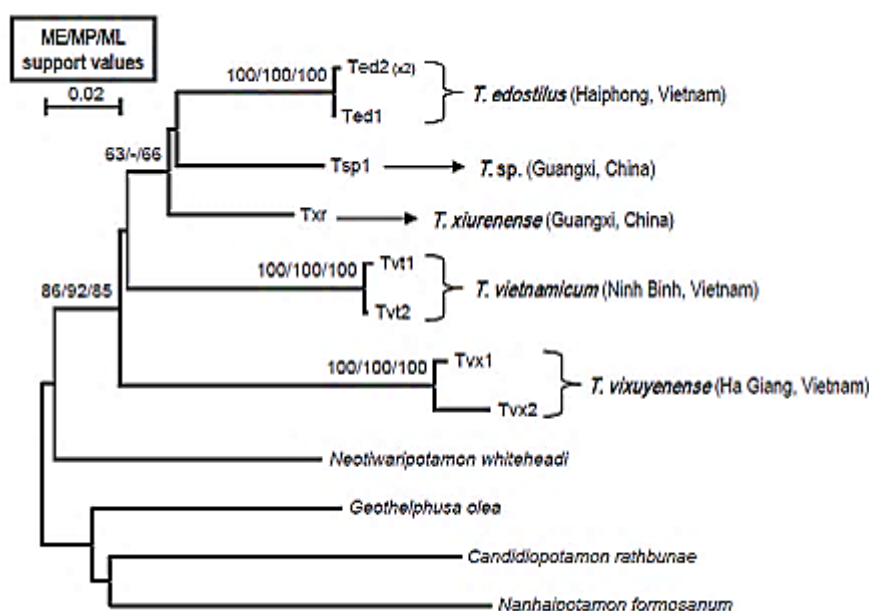 ME/MP/ML
support values
0.02
100/100/100
Ted2 (x2)
Ted1
T. edostilus (Haiphong, Vietnam)
63/-/66
Tsp1
T. sp. (Guangxi, China)
Txr
T. xiurenense (Guangxi, China)
100/100/100
Tvt1
Tvt2
T. vietnamicum (Ninh Binh, Vietnam)
86/92/85
100/100/100
Tvx1
Tvx2
T. vixuyenense (Ha Giang, Vietnam)
Neotiwaripotamon whiteheadi
Geothelphusa olea
Candidiopotamon rathbunae
Nanhaipotamon formosanum